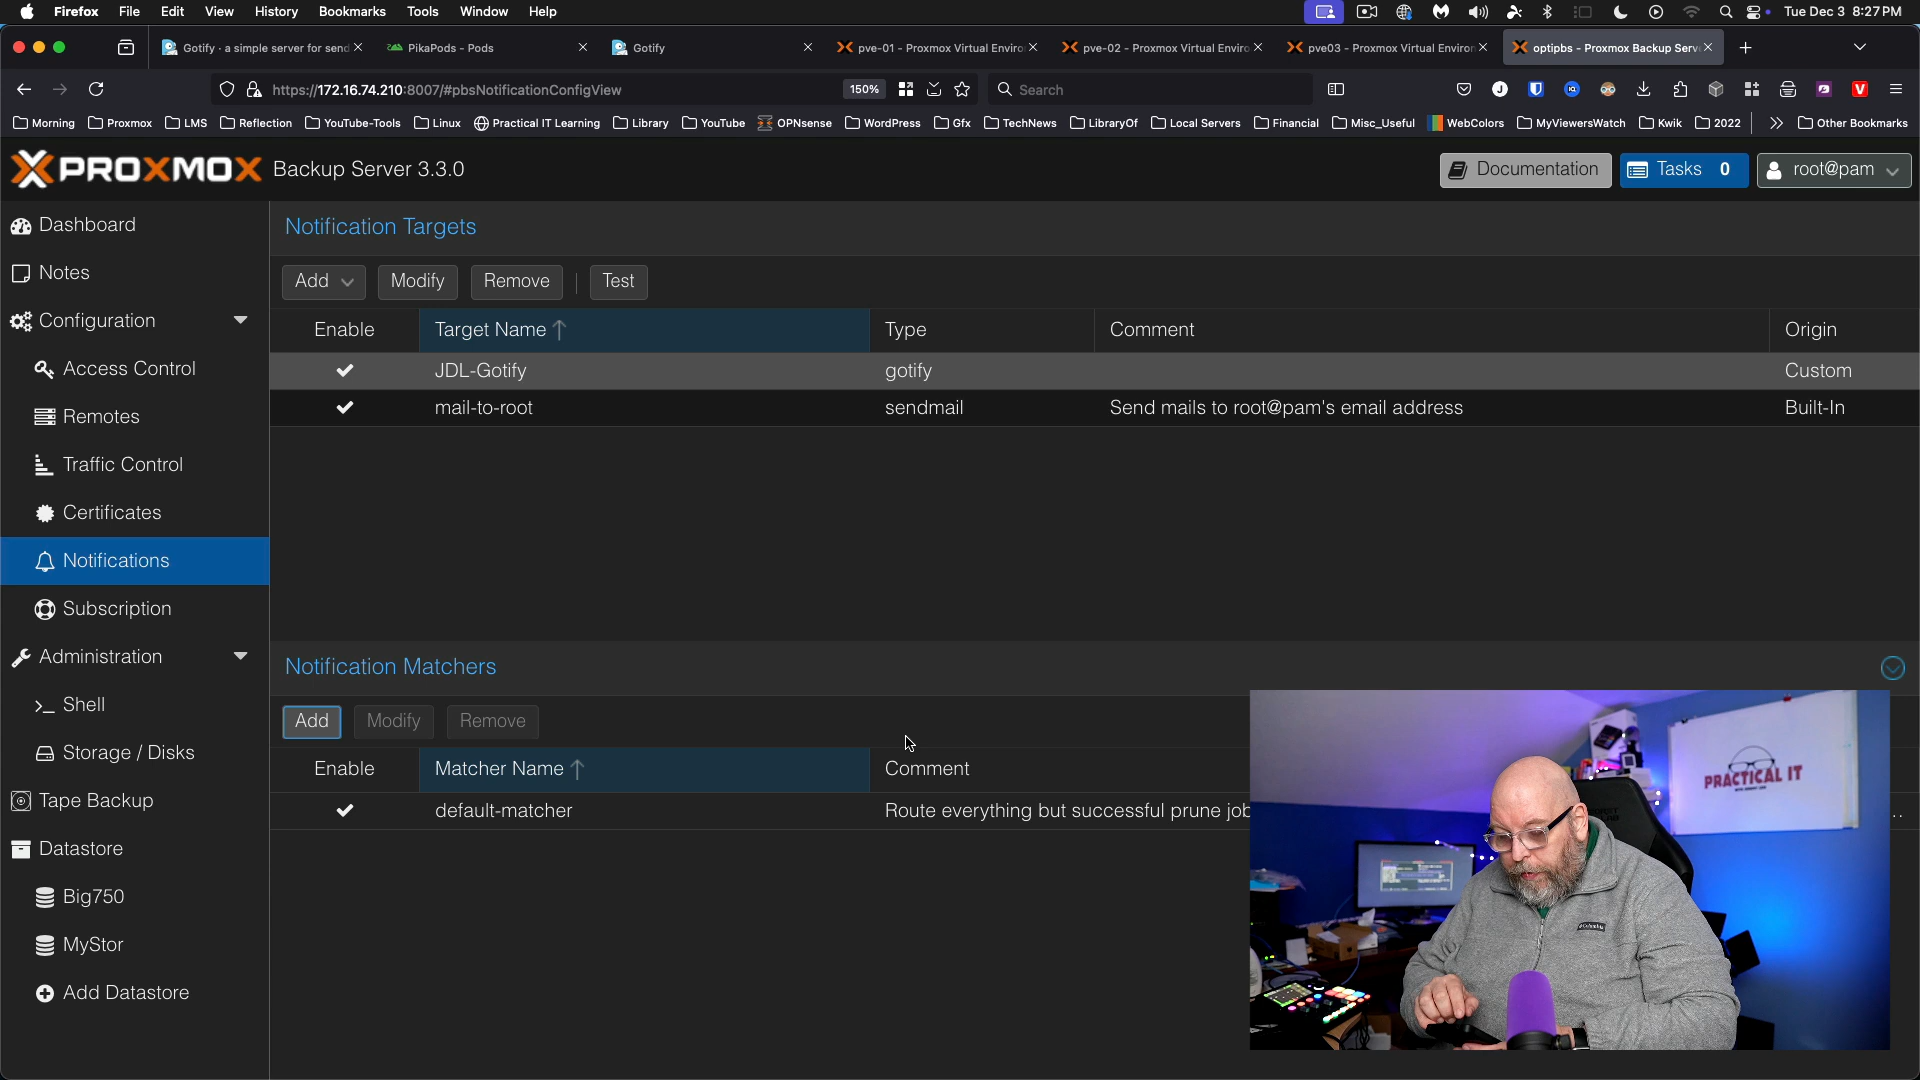 Firefox File Edit View History Bookmarks Tools Window Help Tue Dec 3 8:27 PM
Gotify · a simple server for send PikaPods - Pods Gotify pve-01 - Proxmox Virtual Enviro pve-02 - Proxmox Virtual Enviro pve03 - Proxmox Virtual Environ optipbs - Proxmox Backup Serv
https://172.16.74.210:8007/#pbsNotificationConfigView 150% Search
Morning Proxmox LMS Reflection YouTube-Tools Linux Practical IT Learning Library YouTube OPNsense WordPress Gfx TechNews LibraryOf Local Servers Financial Misc_Useful WebColors MyViewersWatch Kwik 2022 Other Bookmarks
PROXMOX Backup Server 3.3.0 Documentation Tasks 0 root@pam
Dashboard
Notes
Configuration
Access Control
Remotes
Traffic Control
Certificates
Notifications
Subscription
Administration
Shell
Storage / Disks
Tape Backup
Datastore
Big750
MyStor
Add Datastore
Notification Targets
Add Modify Remove Test
Enable Target Name Type Comment Origin
JDL-Gotify gotify Custom
mail-to-root sendmail Send mails to root@pam's email address Built-In
Notification Matchers
Add Modify Remove
Enable Matcher Name Comment
default-matcher Route everything but successful prune job
PRACTICAL IT
Columbia